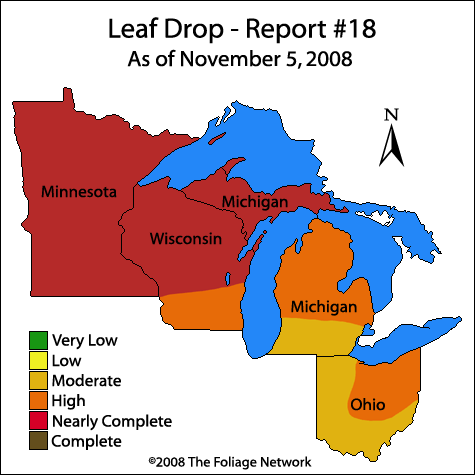 Leaf Drop - Report #18
As of November 5, 2008
N
Minnesota
Michigan
Wisconsin
Michigan
Ohio
Very Low
Low
Moderate
High
Nearly Complete
Complete
©2008 The Foliage Network